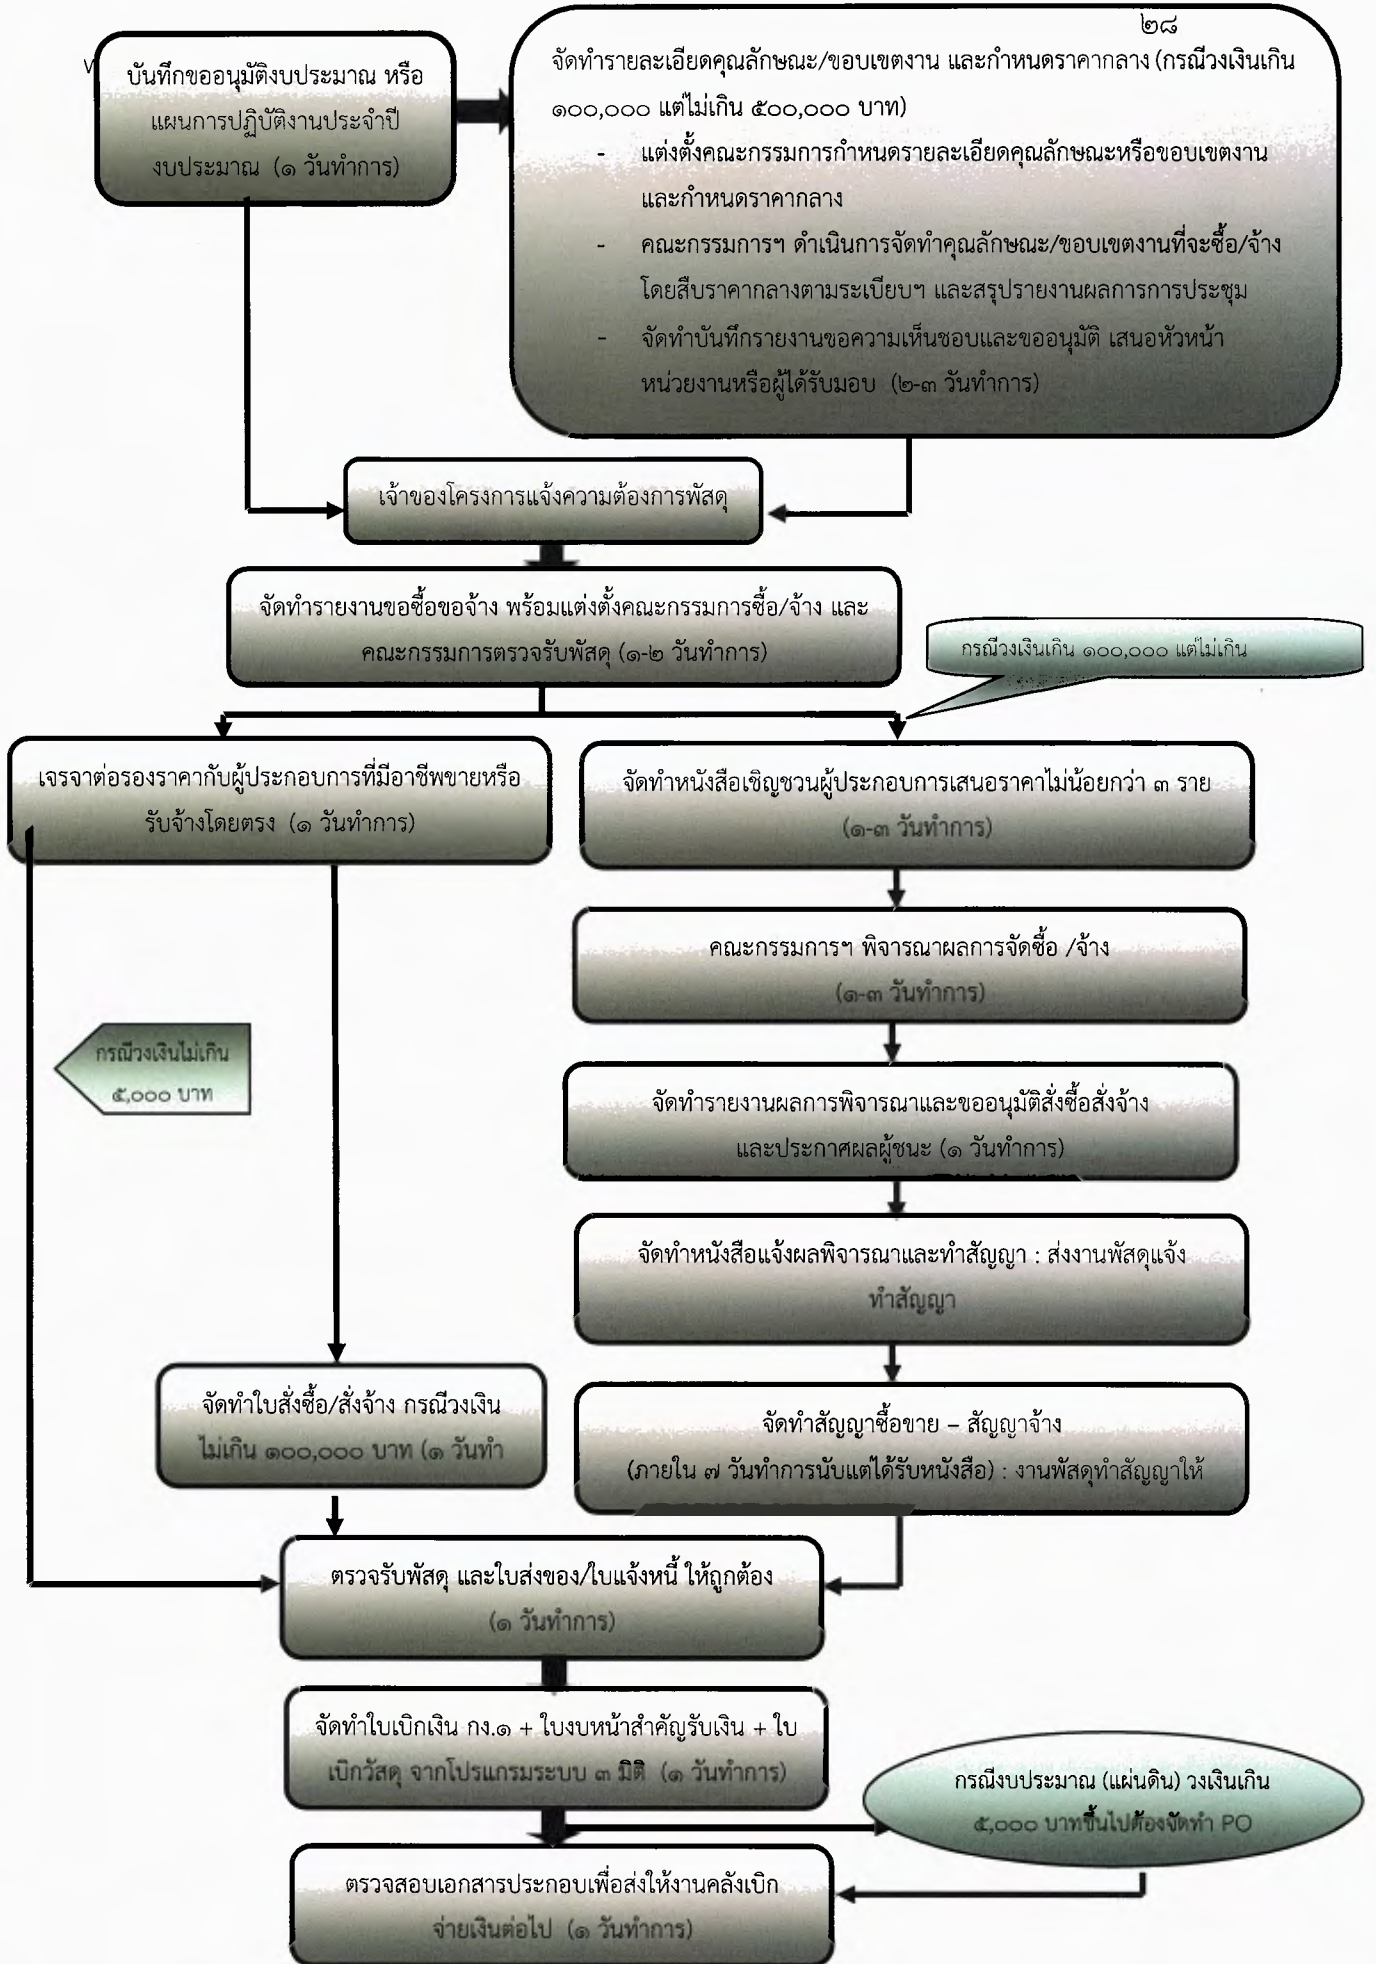 ๒๘
บันทึกขออนุมัติงบประมาณ หรือ
แผนการปฏิบัติงานประจำปี
งบประมาณ (๑ วันทำการ)
จัดทำรายละเอียดคุณลักษณะ/ขอบเขตงาน และกำหนดราคากลาง (กรณีวงเงินเกิน
๑๐๐,๐๐๐ แต่ไม่เกิน ๕๐๐,๐๐๐ บาท)
- แต่งตั้งคณะกรรมการกำหนดรายละเอียดคุณลักษณะหรือขอบเขตงาน
และกำหนดราคากลาง
- คณะกรรมการฯ ดำเนินการจัดทำคุณลักษณะ/ขอบเขตงานที่จะซื้อ/จ้าง
โดยสืบราคากลางตามระเบียบฯ และสรุปรายงานผลการการประชุม
- จัดทำบันทึกรายงานขอความเห็นชอบและขออนุมัติ เสนอหัวหน้า
หน่วยงานหรือผู้ได้รับมอบ (๒-๓ วันทำการ)
เจ้าของโครงการแจ้งความต้องการพัสดุ
จัดทำรายงานขอซื้อขอจ้าง พร้อมแต่งตั้งคณะกรรมการซื้อ/จ้าง และ
คณะกรรมการตรวจรับพัสดุ (๑-๒ วันทำการ)
กรณีวงเงินเกิน ๑๐๐,๐๐๐ แต่ไม่เกิน
เจรจาต่อรองราคากับผู้ประกอบการที่มีอาชีพขายหรือ
รับจ้างโดยตรง (๑ วันทำการ)
จัดทำหนังสือเชิญชวนผู้ประกอบการเสนอราคาไม่น้อยกว่า ๓ ราย
(๑-๓ วันทำการ)
คณะกรรมการฯ พิจารณาผลการจัดซื้อ /จ้าง
(๑-๓ วันทำการ)
กรณีวงเงินไม่เกิน
๕,๐๐๐ บาท
จัดทำรายงานผลการพิจารณาและขออนุมัติสั่งซื้อสั่งจ้าง
และประกาศผลผู้ชนะ (๑ วันทำการ)
จัดทำหนังสือแจ้งผลพิจารณาและทำสัญญา : ส่งงานพัสดุแจ้ง
ทำสัญญา
จัดทำใบสั่งซื้อ/สั่งจ้าง กรณีวงเงิน
ไม่เกิน ๑๐๐,๐๐๐ บาท (๑ วันทำ
จัดทำสัญญาซื้อขาย – สัญญาจ้าง
(ภายใน ๗ วันทำการนับแต่ได้รับหนังสือ) : งานพัสดุทำสัญญาให้
ตรวจรับพัสดุ และใบส่งของ/ใบแจ้งหนี้ ให้ถูกต้อง
(๑ วันทำการ)
จัดทำใบเบิกเงิน กง.๑ + ใบงบหน้าสำคัญรับเงิน + ใบ
เบิกวัสดุ จากโปรแกรมระบบ ๓ มิติ (๑ วันทำการ)
กรณีงบประมาณ (แผ่นดิน) วงเงินเกิน
๕,๐๐๐ บาทขึ้นไปต้องจัดทำ PO
ตรวจสอบเอกสารประกอบเพื่อส่งให้งานคลังเบิก
จ่ายเงินต่อไป (๑ วันทำการ)